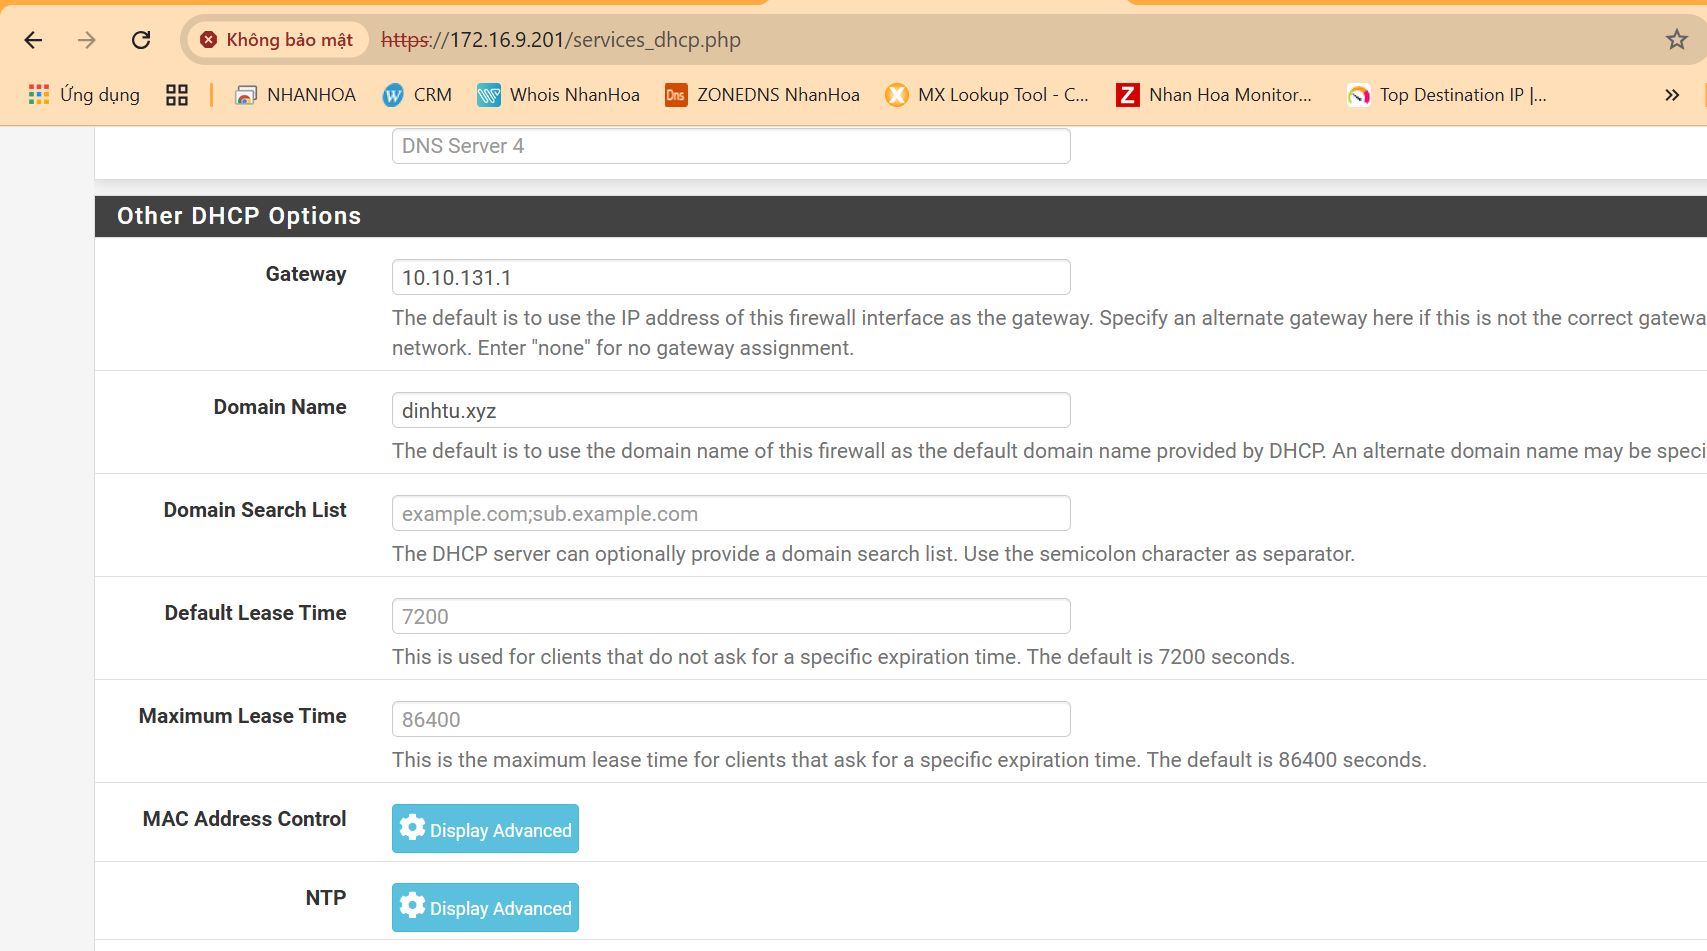 Không bảo mật https://172.16.9.201/services_dhcp.php
Ứng dụng NHANHOA CRM Whois NhanHoa Dns ZONEDNS NhanHoa MX Lookup Tool - C... Z Nhan Hoa Monitor... Top Destination IP |...
DNS Server 4
Other DHCP Options
Gateway
10.10.131.1
The default is to use the IP address of this firewall interface as the gateway. Specify an alternate gateway here if this is not the correct gatewa
network. Enter "none" for no gateway assignment.
Domain Name
dinhtu.xyz
The default is to use the domain name of this firewall as the default domain name provided by DHCP. An alternate domain name may be speci
Domain Search List
example.com;sub.example.com
The DHCP server can optionally provide a domain search list. Use the semicolon character as separator.
Default Lease Time
7200
This is used for clients that do not ask for a specific expiration time. The default is 7200 seconds.
Maximum Lease Time
86400
This is the maximum lease time for clients that ask for a specific expiration time. The default is 86400 seconds.
MAC Address Control
Display Advanced
NTP
Display Advanced